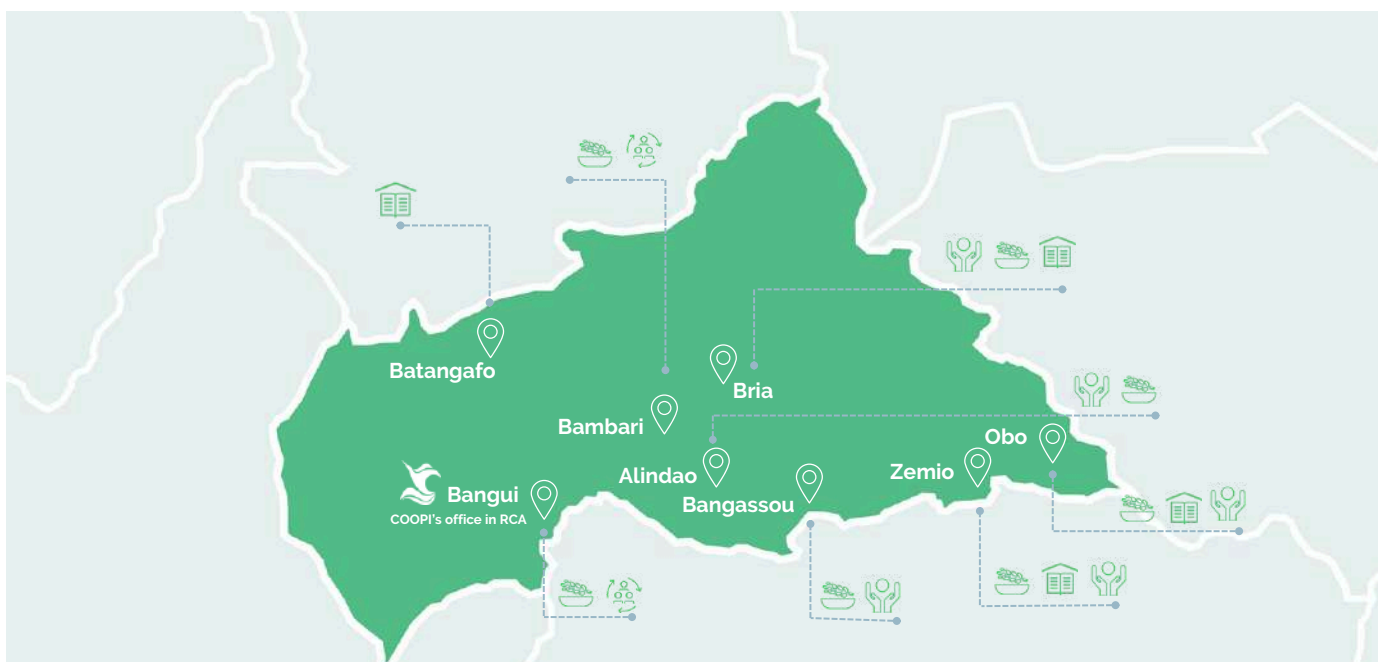 Batangafo
Bria
Bambari
Obo
Alindao
Zemio
Bangui
Bangassou
COOPI's office in RCA